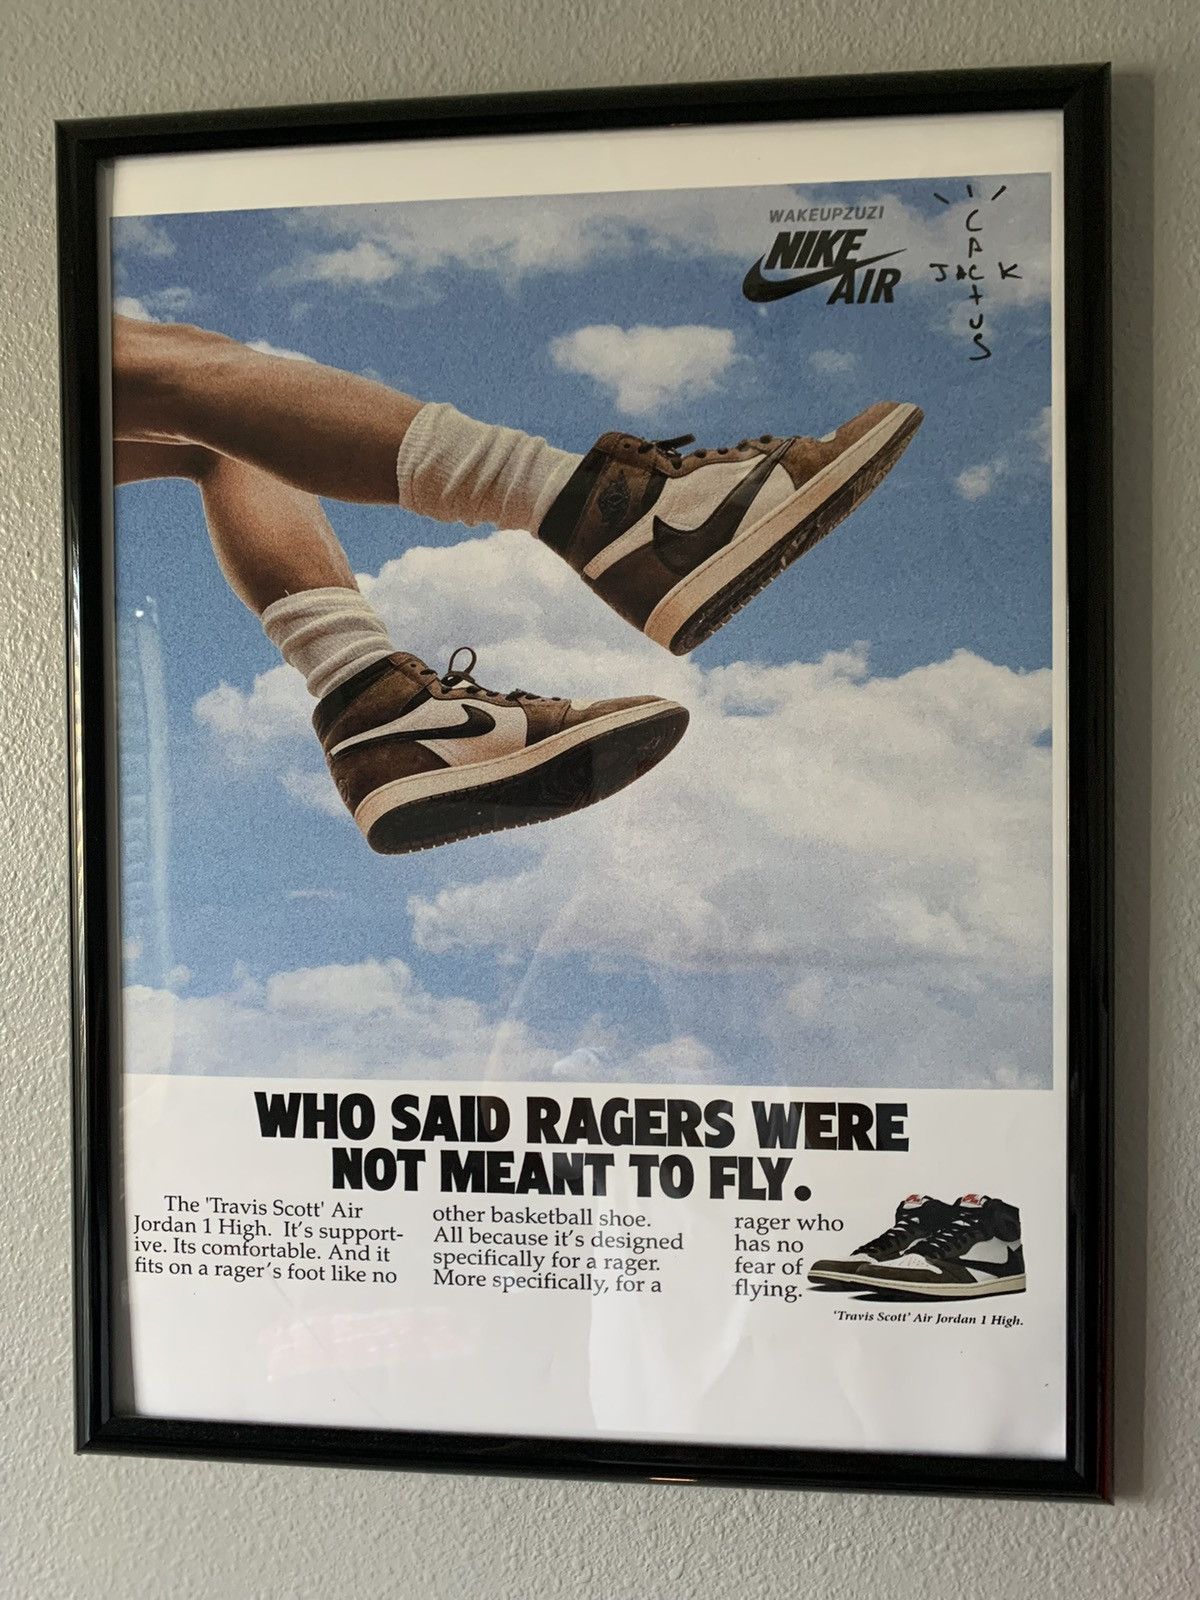 WAKEUPZUZI
NIKE
AIR
CACTUS
JACK
WHO SAID RAGERS WERE
NOT MEANT TO FLY.
The 'Travis Scott' Air
Jordan 1 High. It's support-
ive. Its comfortable. And it
fits on a rager's foot like no
other basketball shoe.
All because it's designed
specifically for a rager.
More specifically, for a
rager who
has no
fear of
flying.
'Travis Scott' Air Jordan 1 High.